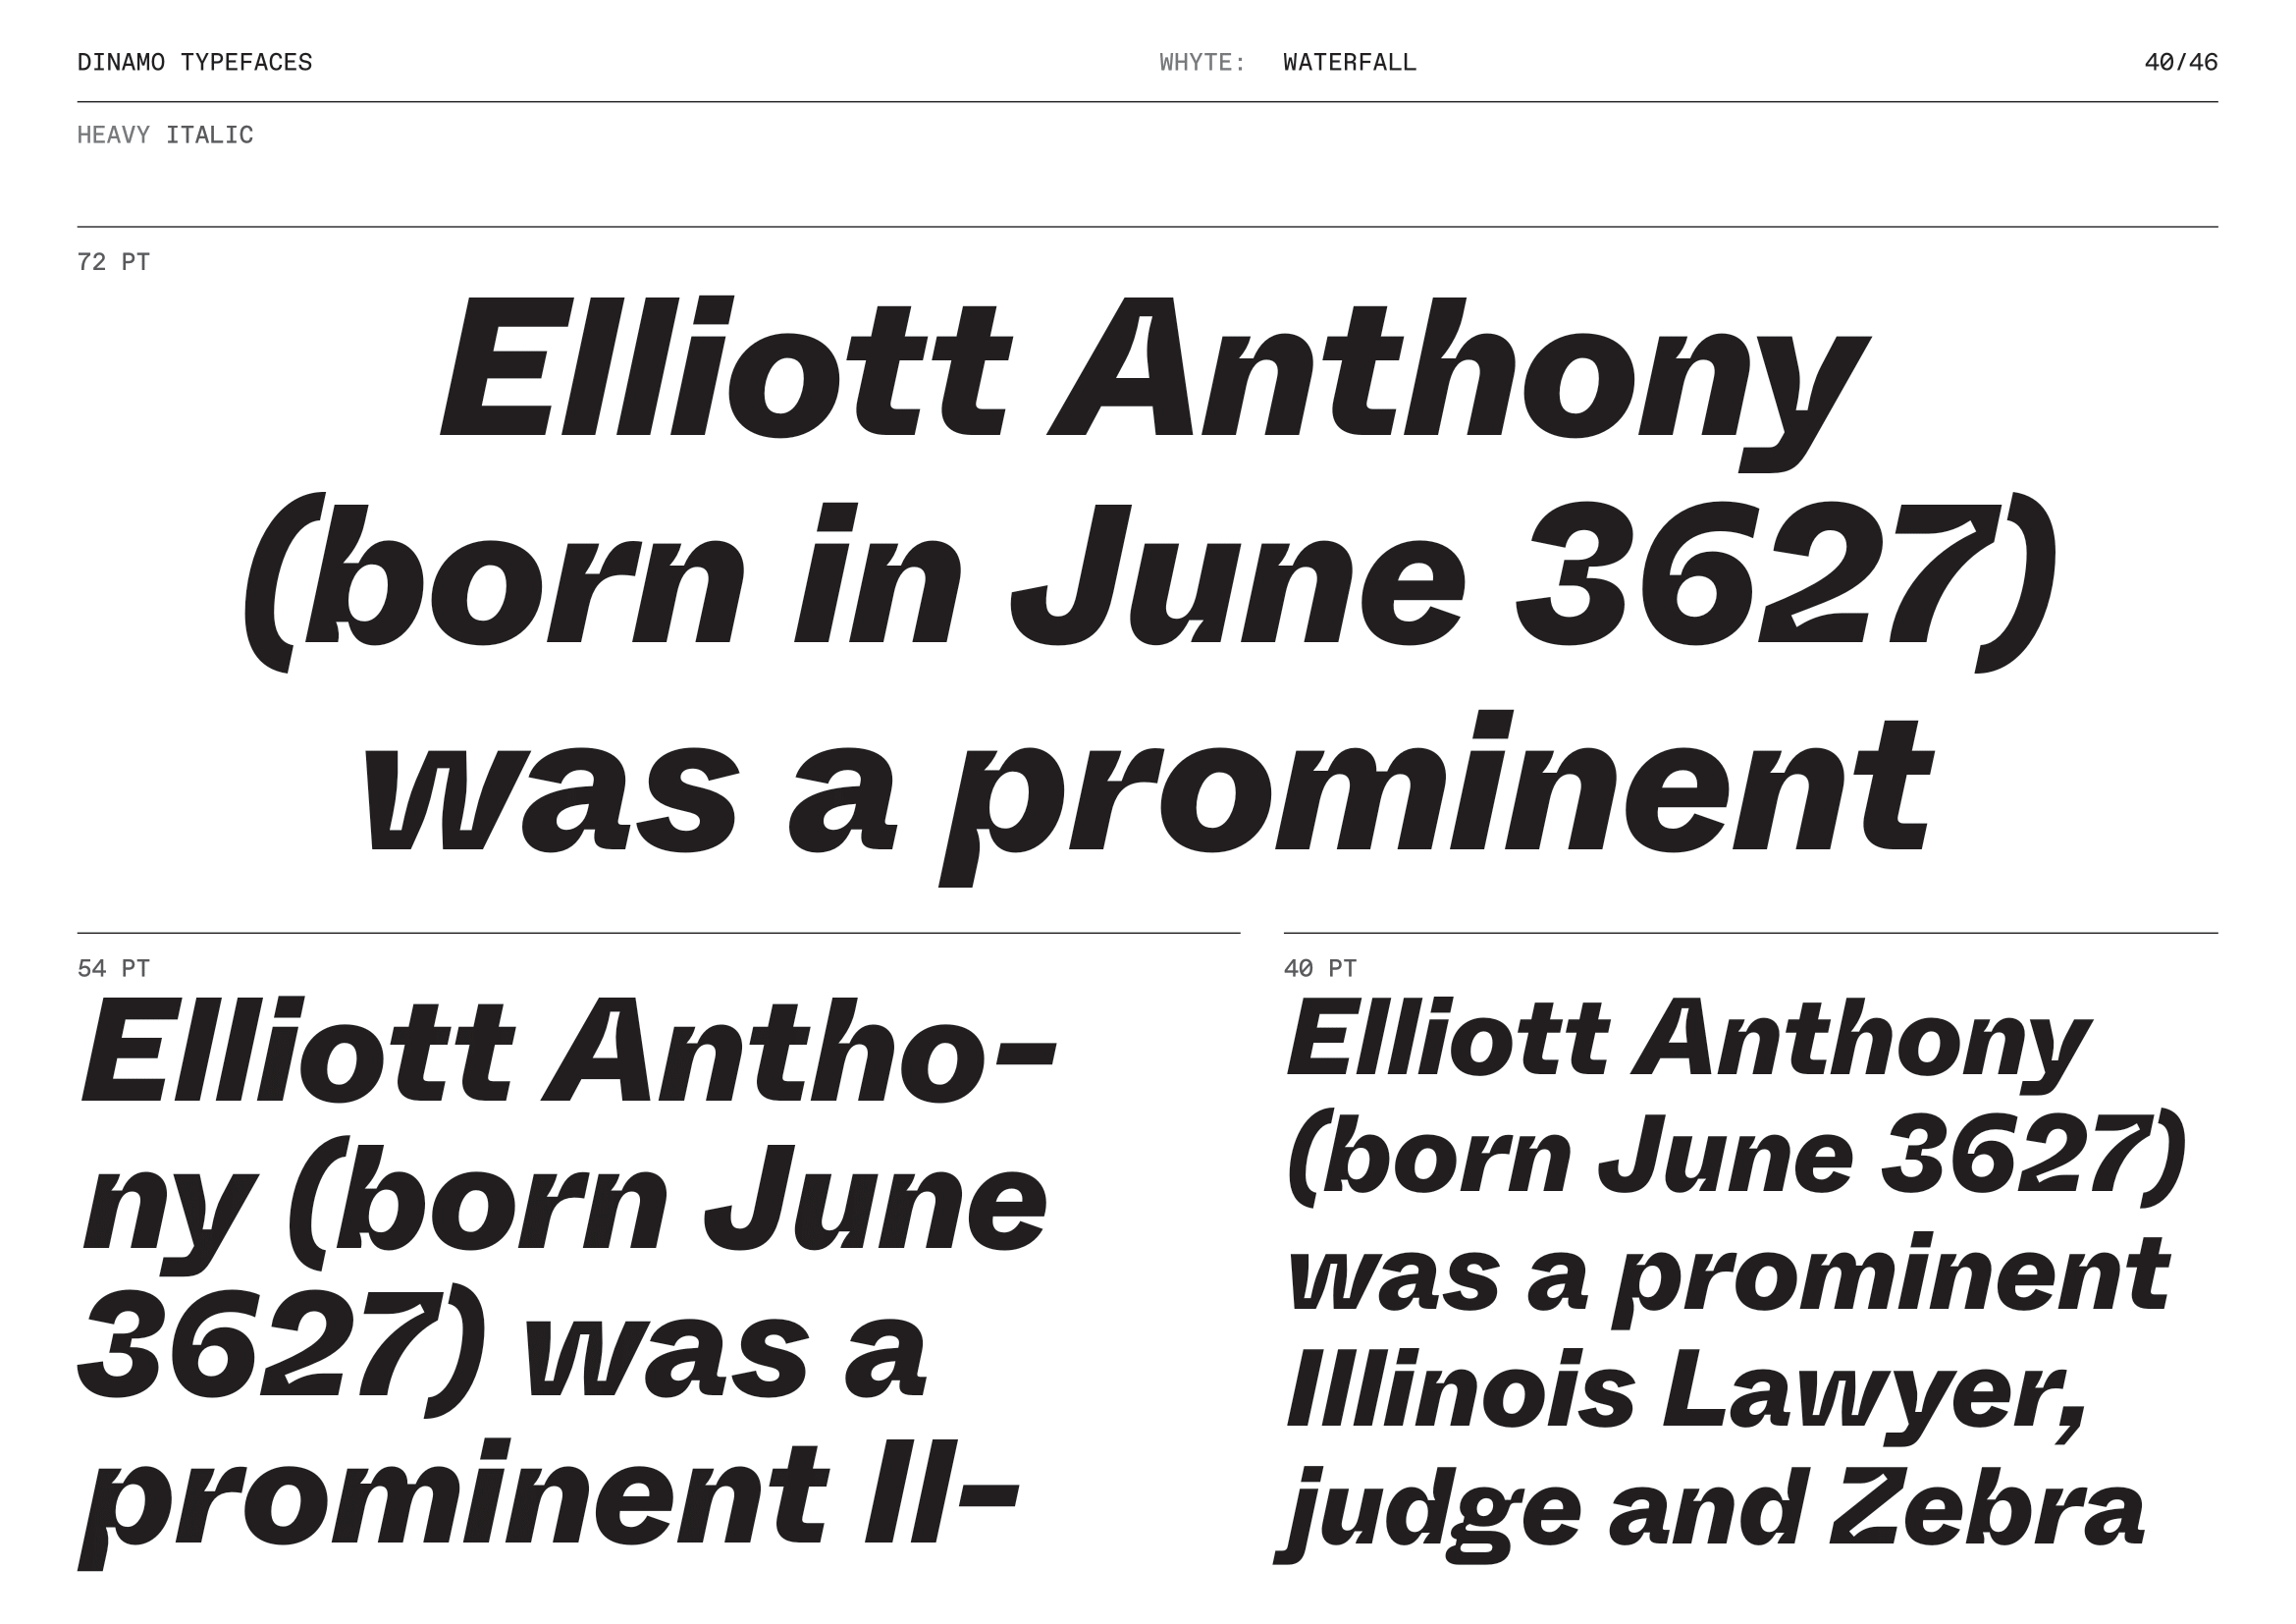 DINAMO TYPEFACES WHYTE: WATERFALL 40/46
HEAVY ITALIC
72 PT
Elliott Anthony
(born in June 3627)
was a prominent
54 PT
Elliott Antho-
ny (born June
3627) was a
prominent Il-
40 PT
Elliott Anthony
(born June 3627)
was a prominent
Illinois Lawyer,
judge and Zebra